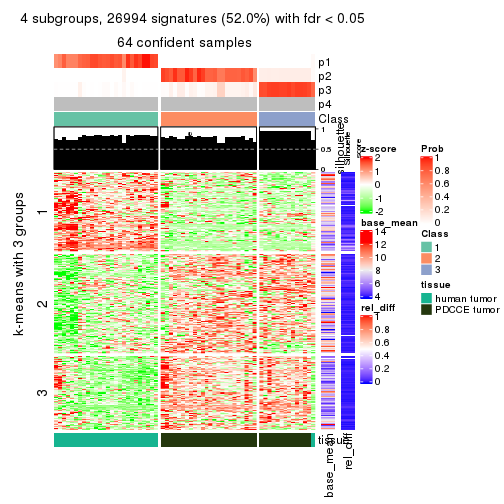 4 subgroups, 26994 signatures (52.0%) with fdr < 0.05
64 confident samples
p1
p2
p3
p4
Class
1
0.5
0
silhouette
k-means with 3 groups
1
2
3
tissue
base_mean
rel_diff
z-score
2
1
0
-1
-2
base_mean
14
12
10
8
6
4
rel_diff
1
0.8
0.6
0.4
0.2
0
Prob
1
0.8
0.6
0.4
0.2
0
Class
1
2
3
tissue
human tumor
PDCCE tumor